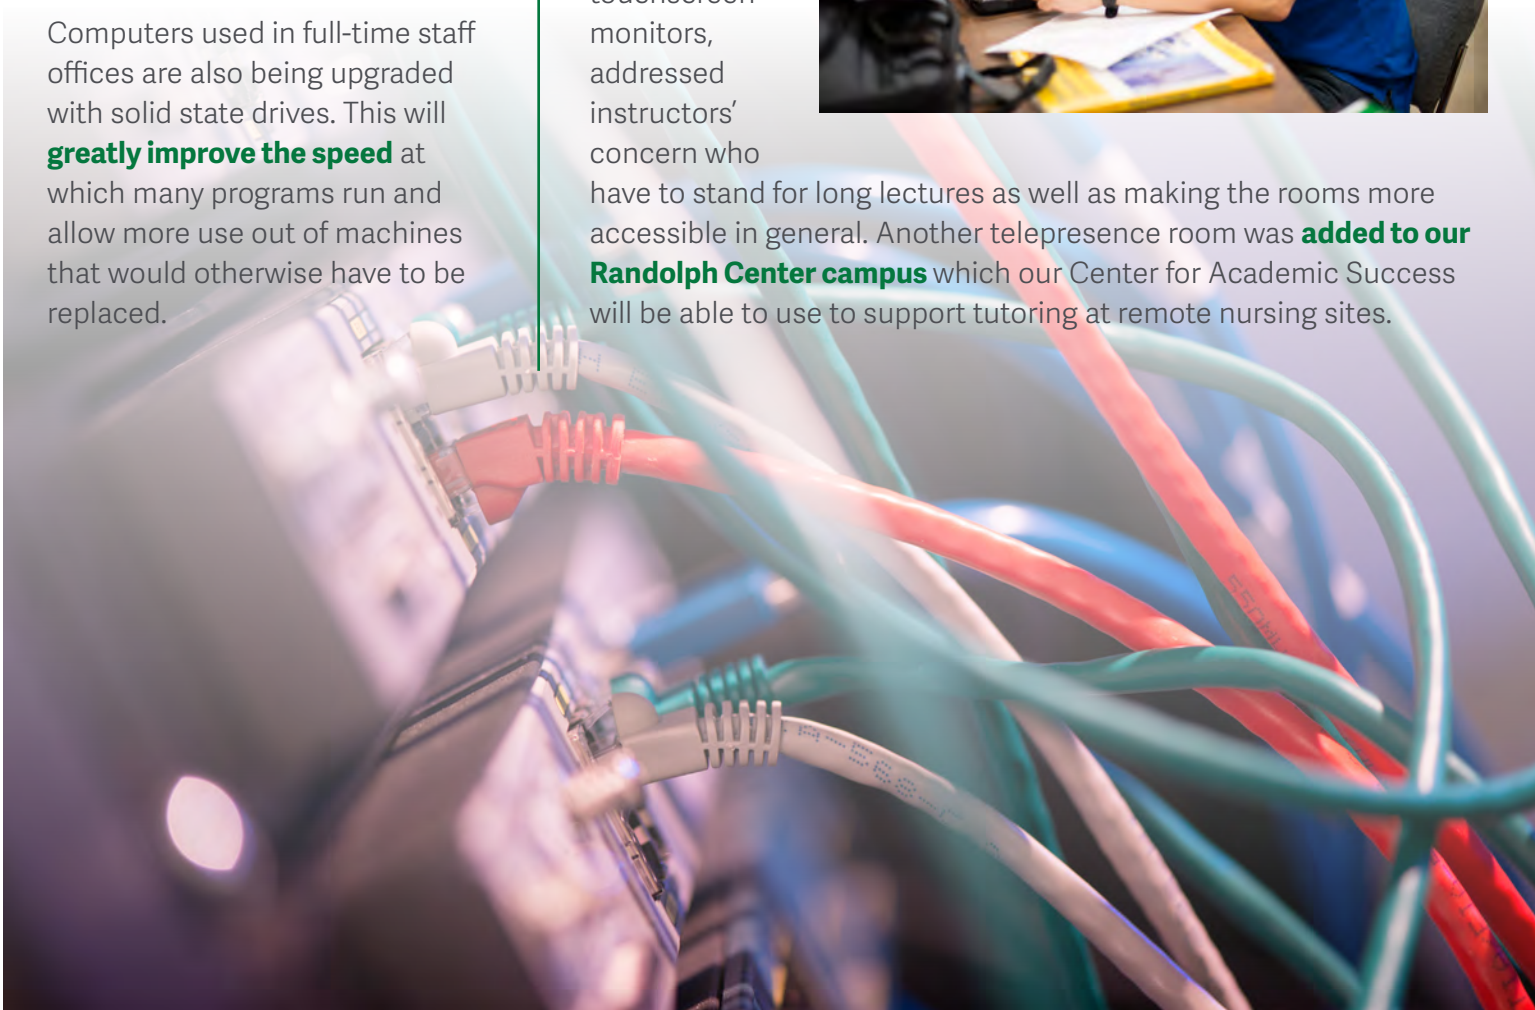 Computers used in full-time staff
offices are also being upgraded
with solid state drives. This will
greatly improve the speed at
which many programs run and
allow more use out of machines
that would otherwise have to be
replaced.
touchscreen
monitors,
addressed
instructors’
concern who
have to stand for long lectures as well as making the rooms more
accessible in general. Another telepresence room was added to our
Randolph Center campus which our Center for Academic Success
will be able to use to support tutoring at remote nursing sites.